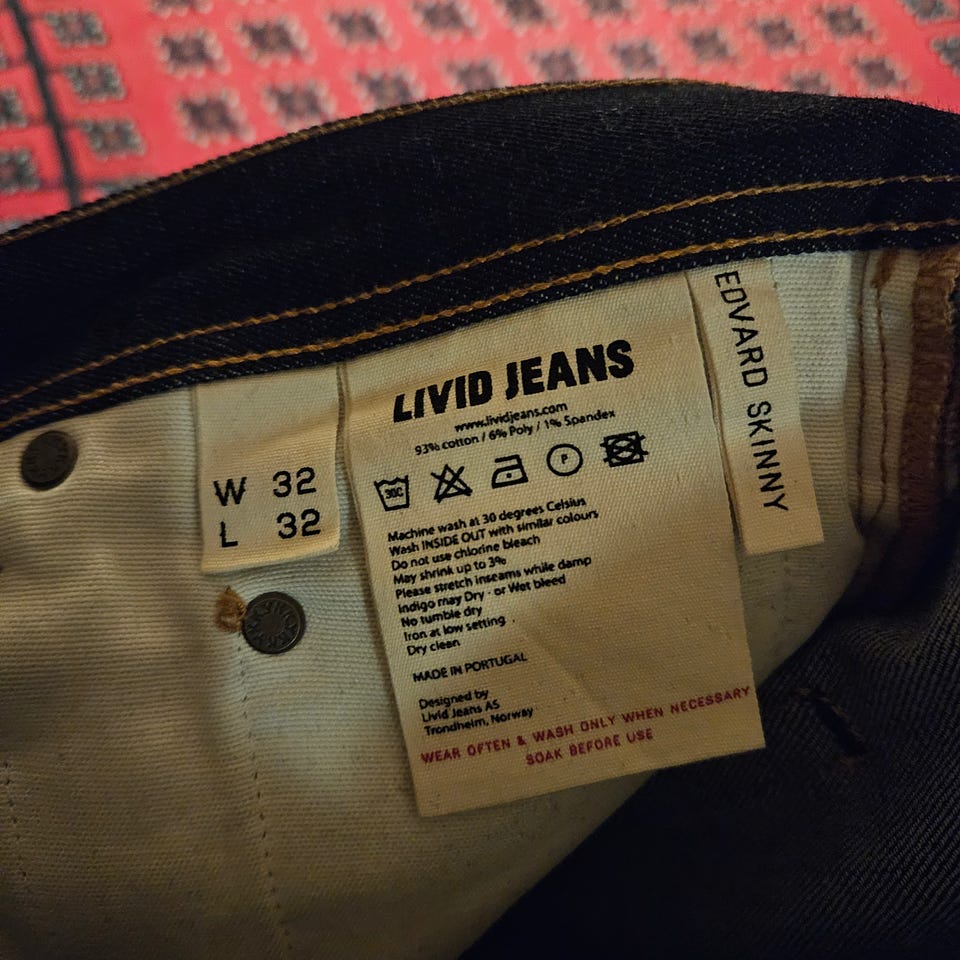 W 32
L 32
LIVID JEANS
www.lividjeans.com
93% cotton / 6% Poly / 1% Spandex
30C
P
Machine wash at 30 degrees Celsius
Wash INSIDE OUT with similar colours
Do not use chlorine bleach
May shrink up to 3%
Please stretch inseams while damp
Indigo may Dry - or Wet bleed
No tumble dry
Iron at low setting
Dry clean
MADE IN PORTUGAL
Designed by
Livid Jeans AS
Trondheim, Norway
WEAR OFTEN & WASH ONLY WHEN NECESSARY
SOAK BEFORE USE
EDVARD SKINNY